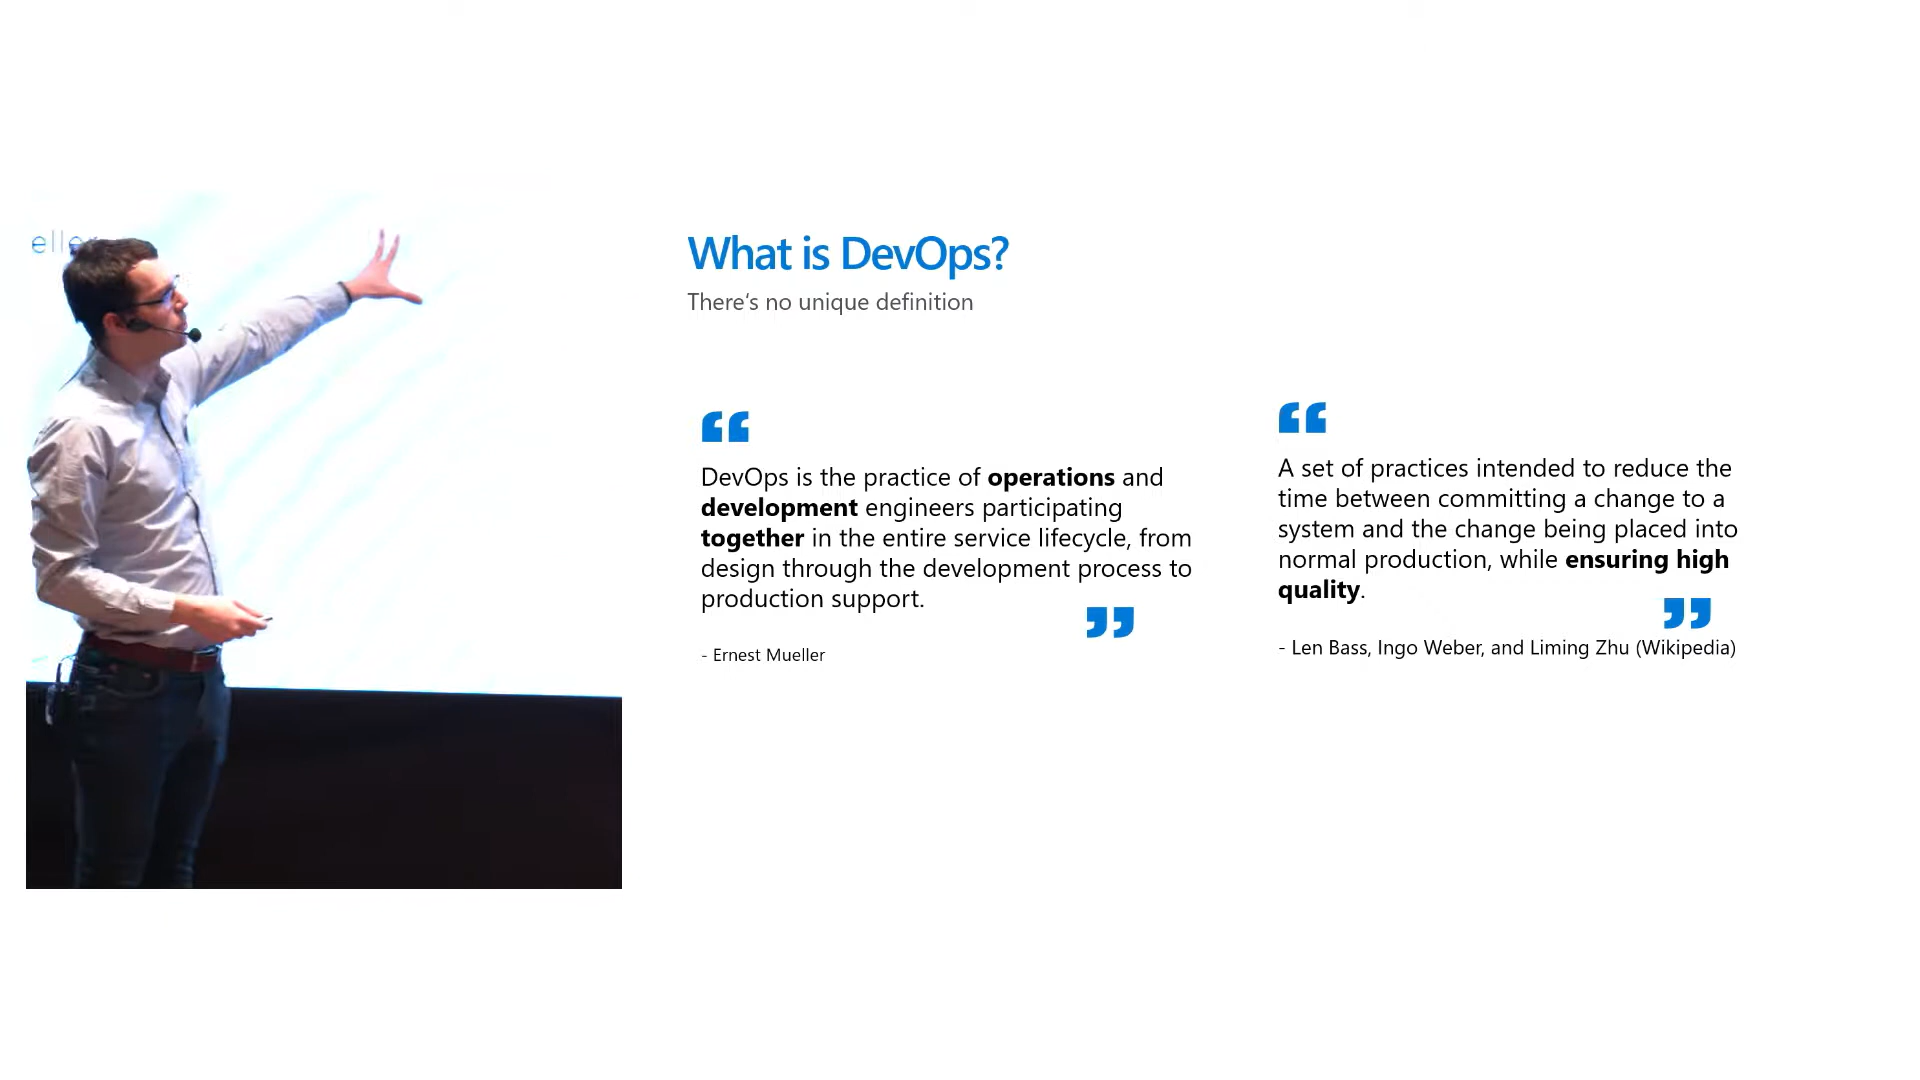 What is DevOps?
There's no unique definition
“
DevOps is the practice of operations and
development engineers participating
together in the entire service lifecycle, from
design through the development process to
production support.
”
- Ernest Mueller
“
A set of practices intended to reduce the
time between committing a change to a
system and the change being placed into
normal production, while ensuring high
quality.
”
- Len Bass, Ingo Weber, and Liming Zhu (Wikipedia)